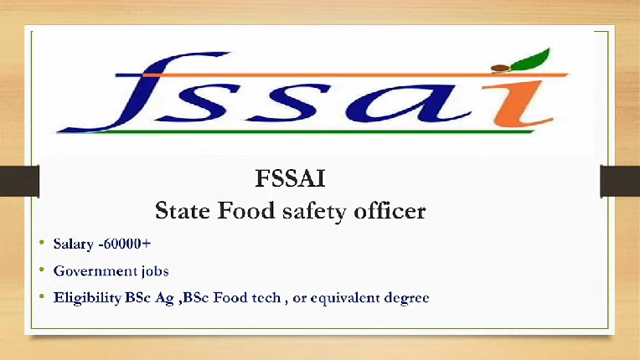 fssai
FSSAI
State Food safety officer
• Salary -60000+
• Government jobs
• Eligibility BSc Ag ,BSc Food tech , or equivalent degree